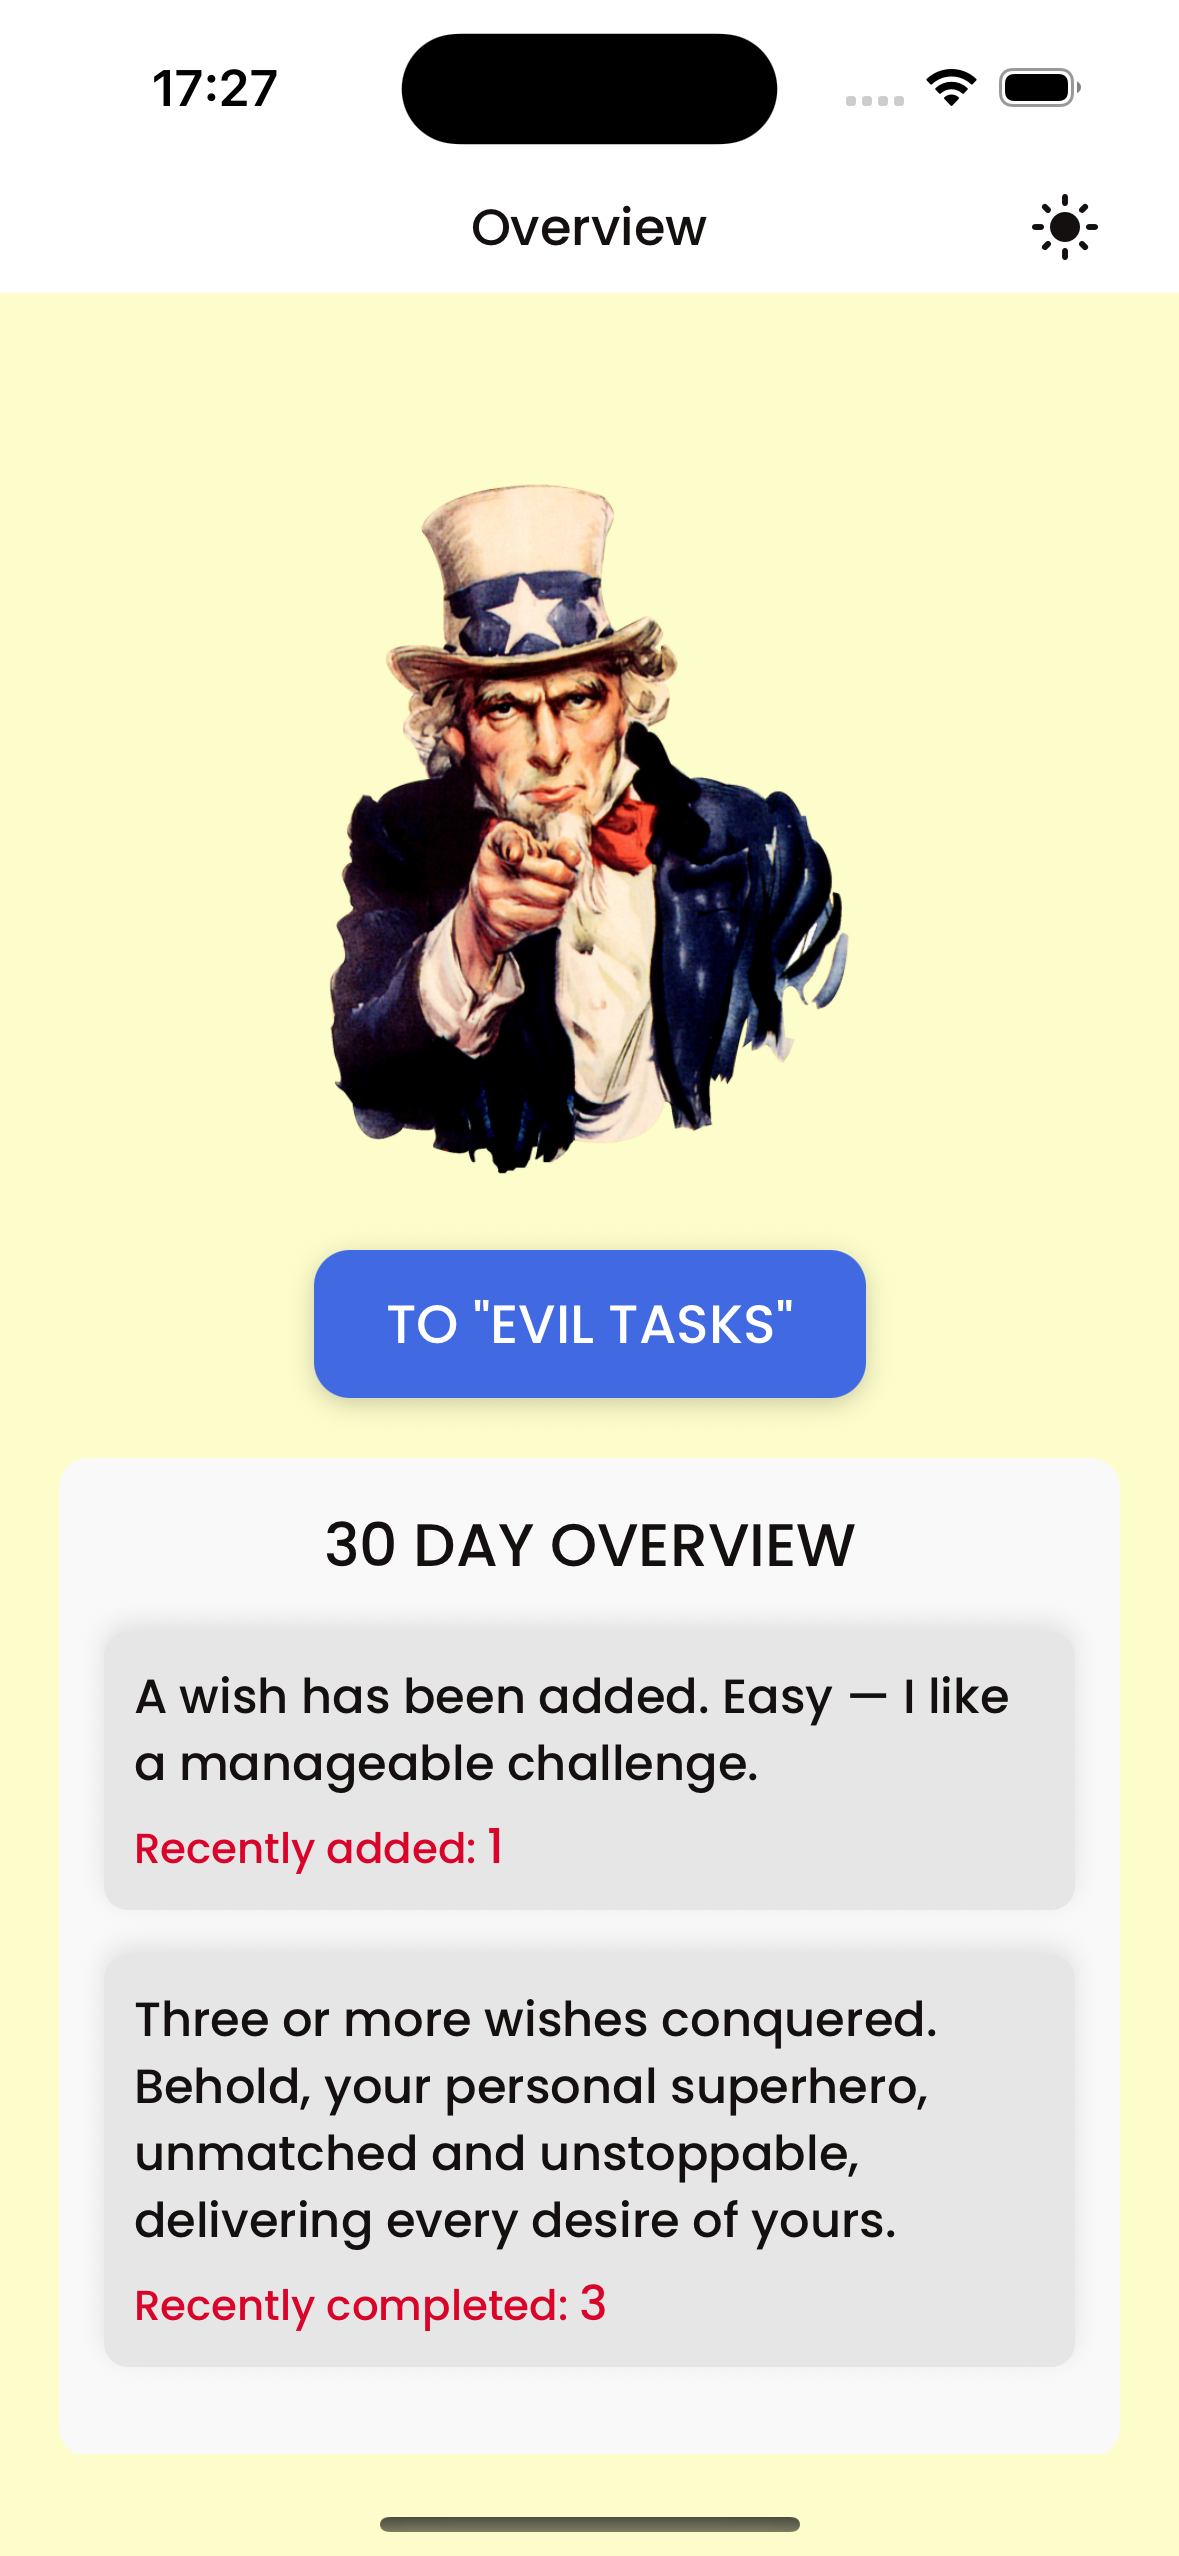 17:27
Overview
TO "EVIL TASKS"
30 DAY OVERVIEW
A wish has been added. Easy — I like
a manageable challenge.
Recently added: 1
Three or more wishes conquered.
Behold, your personal superhero,
unmatched and unstoppable,
delivering every desire of yours.
Recently completed: 3